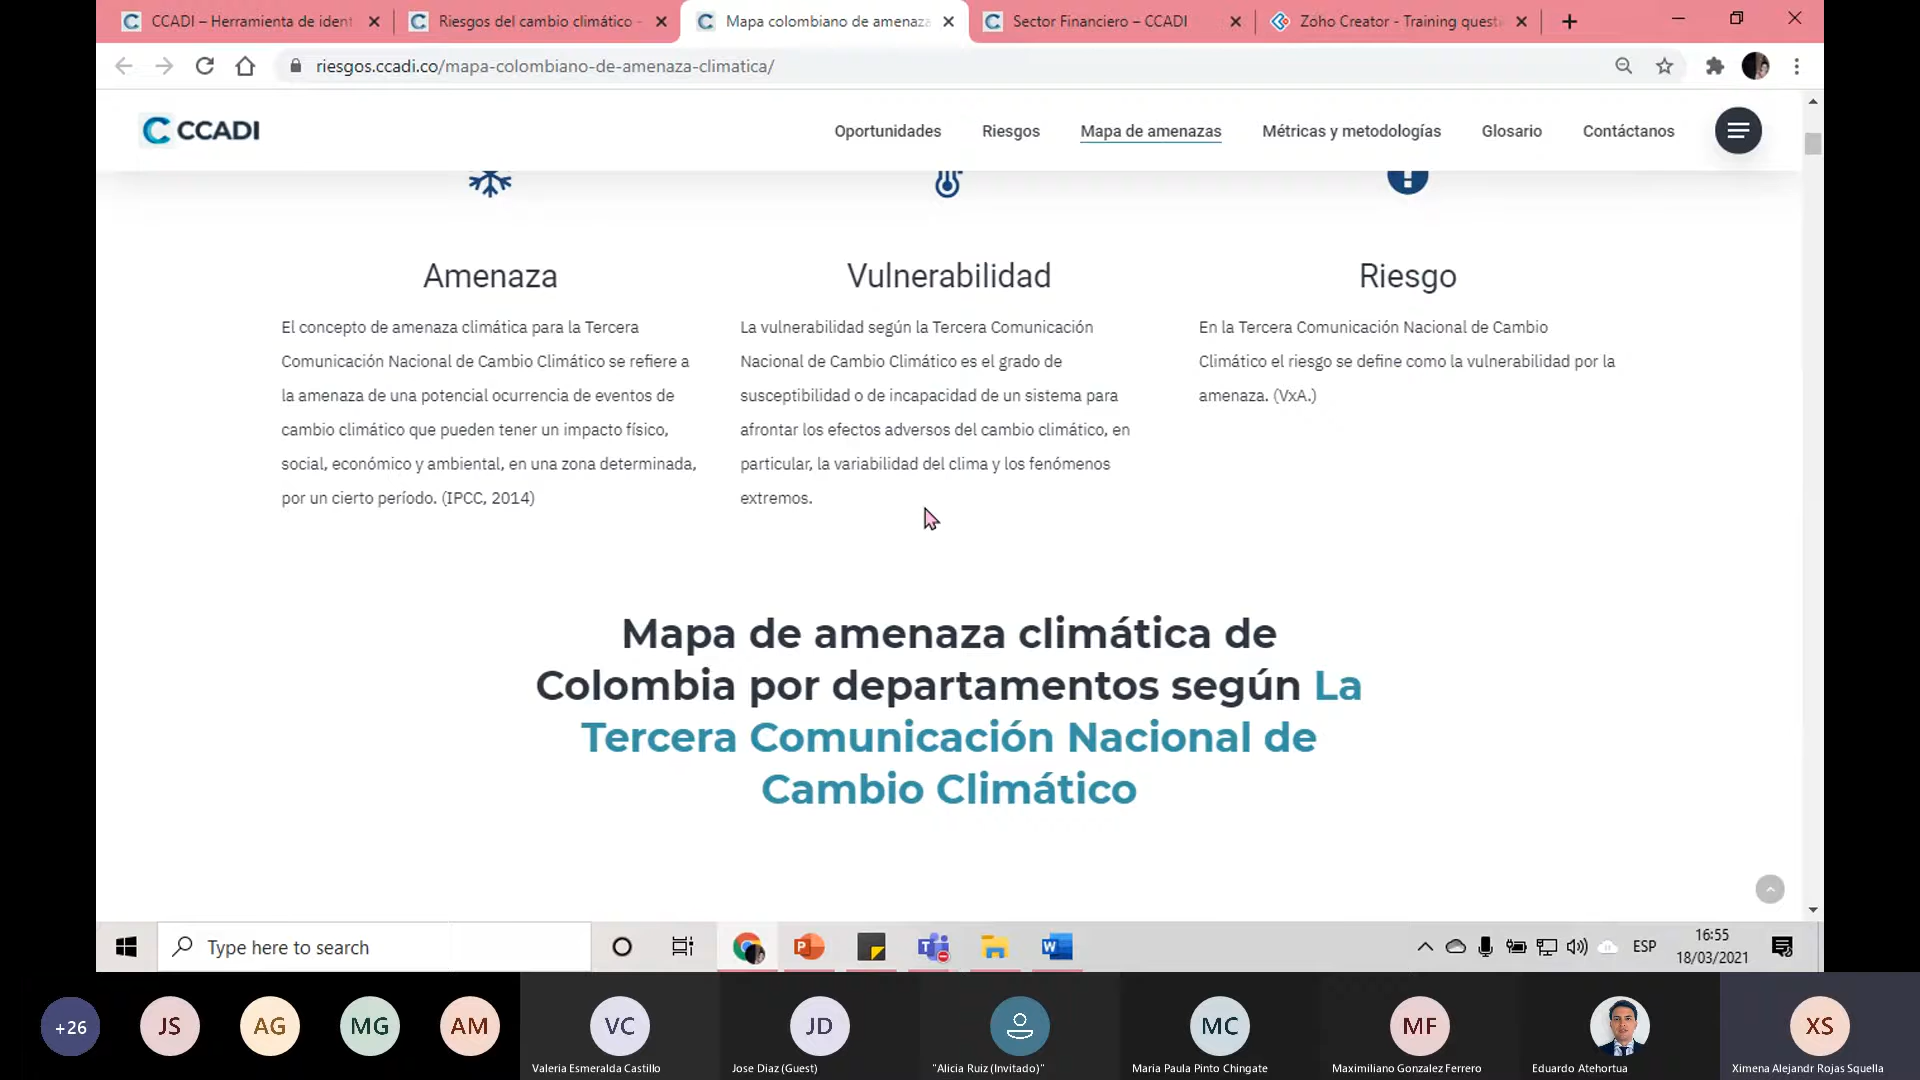 CCADI – Herramienta de ident
Riesgos del cambio climático -
Mapa colombiano de amenaza
Sector Financiero – CCADI
Zoho Creator - Training questi
riesgos.ccadi.co/mapa-colombiano-de-amenaza-climatica/
CCADI
Oportunidades
Riesgos
Mapa de amenazas
Métricas y metodologías
Glosario
Contáctanos
Amenaza
El concepto de amenaza climática para la Tercera
Comunicación Nacional de Cambio Climático se refiere a
la amenaza de una potencial ocurrencia de eventos de
cambio climático que pueden tener un impacto físico,
social, económico y ambiental, en una zona determinada,
por un cierto período. (IPCC, 2014)
Vulnerabilidad
La vulnerabilidad según la Tercera Comunicación
Nacional de Cambio Climático es el grado de
susceptibilidad o de incapacidad de un sistema para
afrontar los efectos adversos del cambio climático, en
particular, la variabilidad del clima y los fenómenos
extremos.
Riesgo
En la Tercera Comunicación Nacional de Cambio
Climático el riesgo se define como la vulnerabilidad por la
amenaza. (VxA.)
Mapa de amenaza climática de
Colombia por departamentos según La
Tercera Comunicación Nacional de
Cambio Climático
Type here to search
ESP
16:55
18/03/2021
+26
JS
AG
MG
AM
VC
Valeria Esmeralda Castillo
JD
Jose Diaz (Guest)
"Alicia Ruiz (Invitado)"
MC
Maria Paula Pinto Chingate
MF
Maximiliano Gonzalez Ferrero
Eduardo Atehortua
XS
Ximena Alejandr Rojas Squella